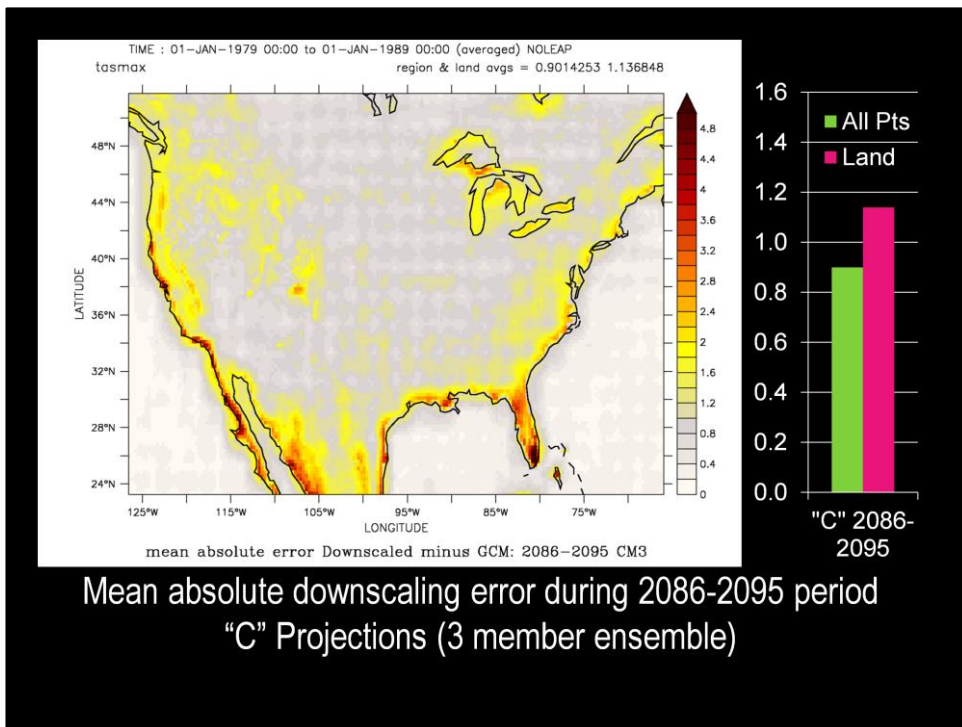 TIME : 01-JAN-1979 00:00 to 01-JAN-1989 00:00 (averaged) NOLEAP
tasmax
region & land avgs = 0.9014253 1.136848
48°N
44°N
40°N
36°N
32°N
28°N
24°N
LATITUDE
125°W
115°W
105°W
95°W
85°W
75°W
LONGITUDE
4.8
4.4
4
3.6
3.2
2.8
2.4
2
1.6
1.2
0.8
0.4
0
mean absolute error Downscaled minus GCM: 2086-2095 CM3
1.6
1.4
1.2
1.0
0.8
0.6
0.4
0.2
0.0
All Pts
Land
"C" 2086-
2095
Mean absolute downscaling error during 2086-2095 period
“C” Projections (3 member ensemble)